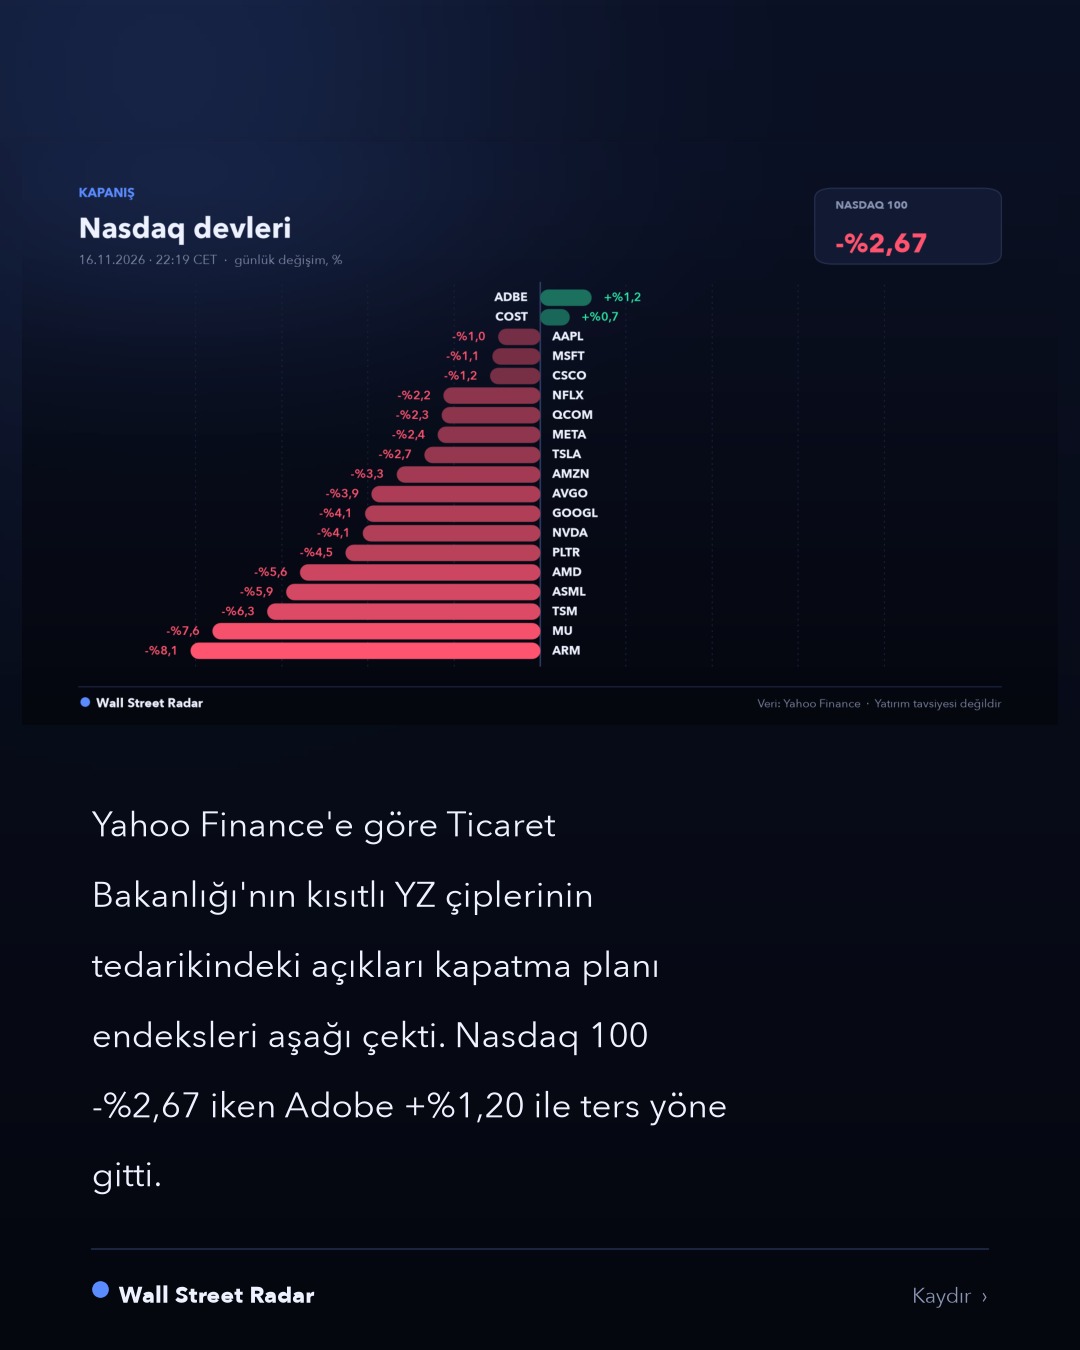 KAPANIŞ
Nasdaq devleri
16.11.2026 · 22:19 CET · günlük değişim, %
NASDAQ 100
-%2,67
ADBE +%1,2
COST +%0,7
-%1,0 AAPL
-%1,1 MSFT
-%1,2 CSCO
-%2,2 NFLX
-%2,3 QCOM
-%2,4 META
-%2,7 TSLA
-%3,3 AMZN
-%3,9 AVGO
-%4,1 GOOGL
-%4,1 NVDA
-%4,5 PLTR
-%5,6 AMD
-%5,9 ASML
-%6,3 TSM
-%7,6 MU
-%8,1 ARM
Wall Street Radar
Veri: Yahoo Finance · Yatırım tavsiyesi değildir
Yahoo Finance'e göre Ticaret
Bakanlığı'nın kısıtlı YZ çiplerinin
tedarikindeki açıkları kapatma planı
endeksleri aşağı çekti. Nasdaq 100
-%2,67 iken Adobe +%1,20 ile ters yöne
gitti.
Wall Street Radar
Kaydır ›